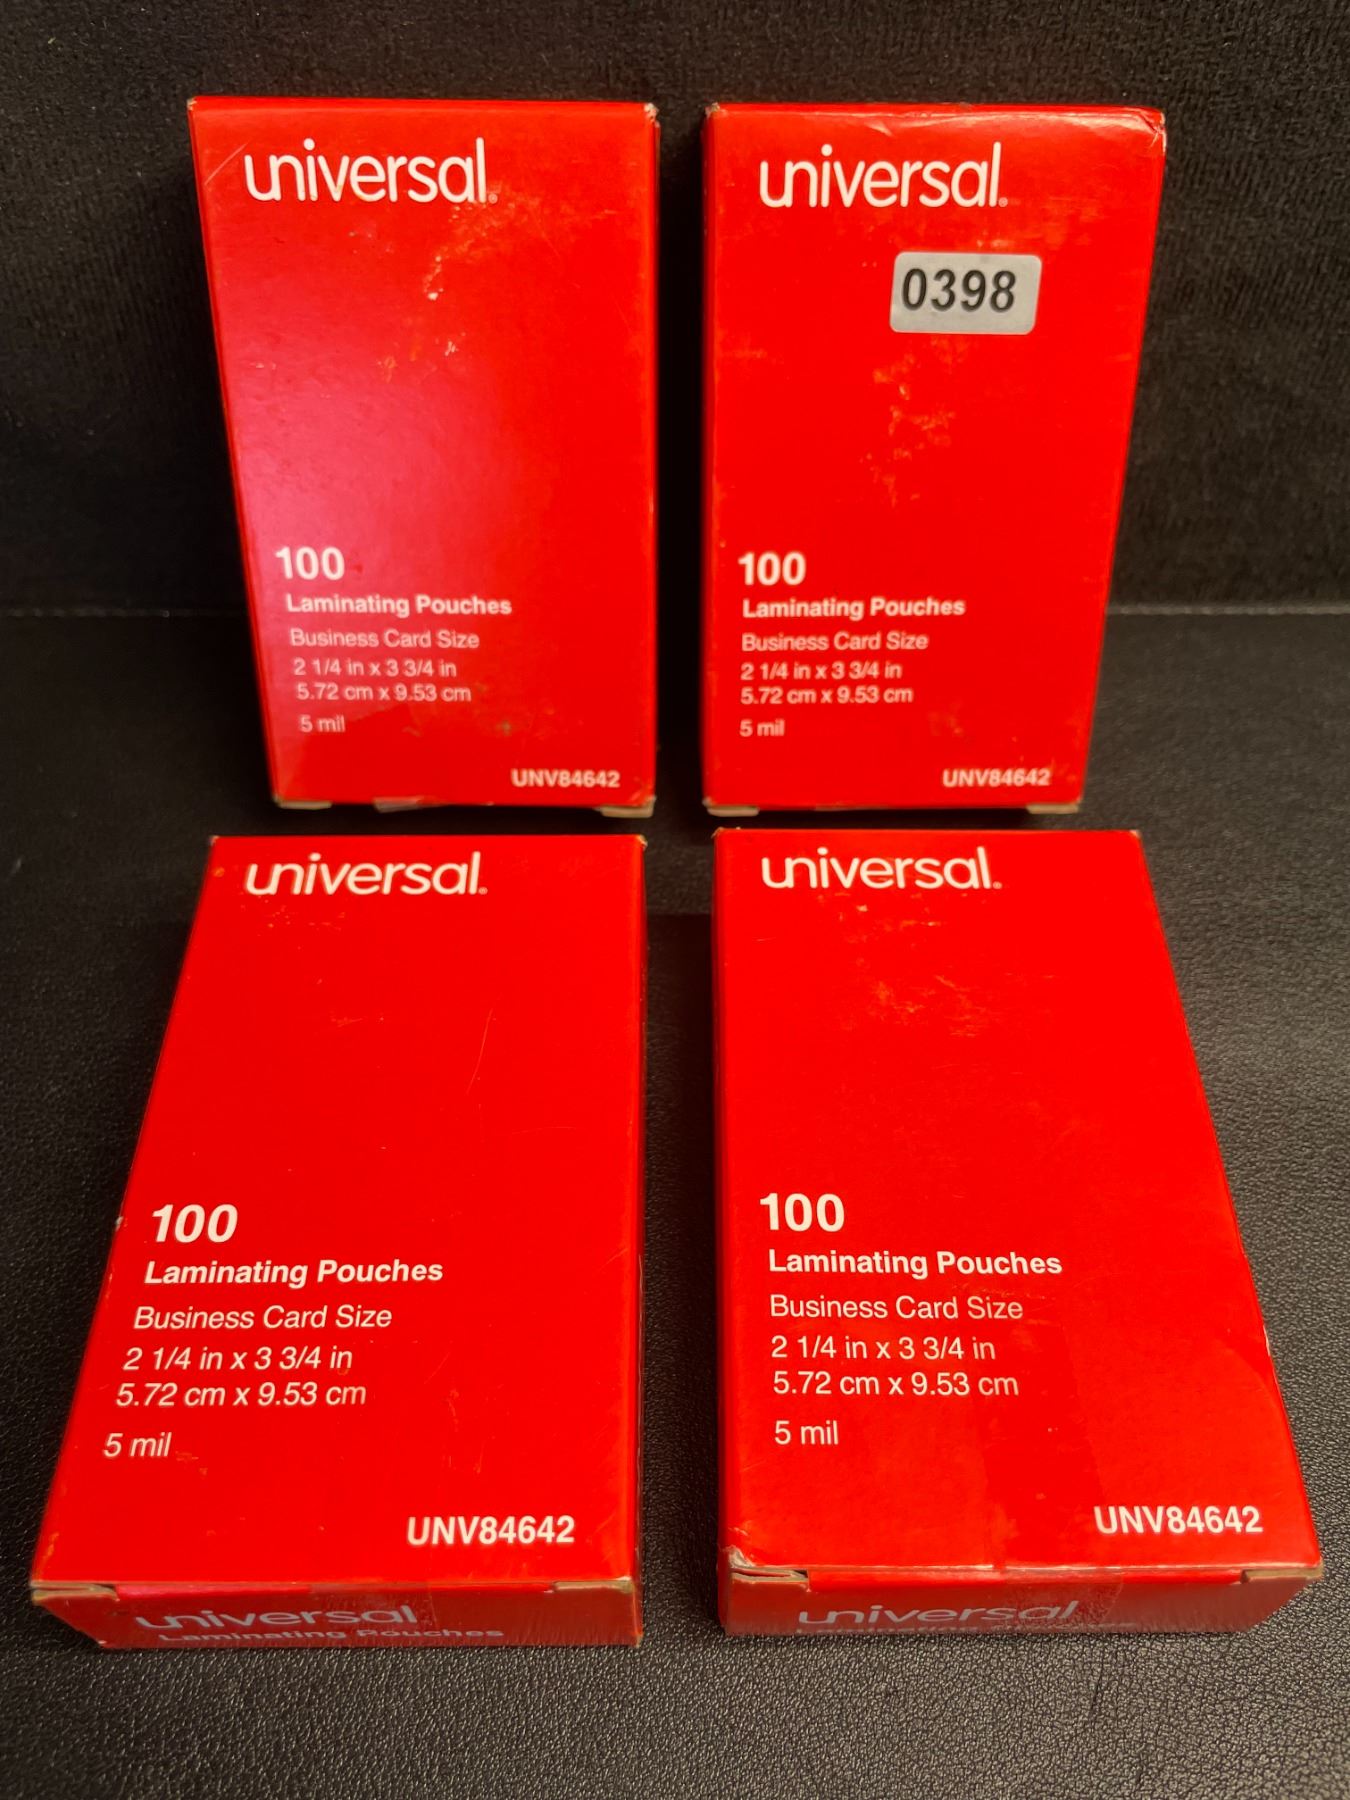 universal®
100
Laminating Pouches
Business Card Size
2 1/4 in x 3 3/4 in
5.72 cm x 9.53 cm
5 mil
UNV84642
universal®
0398
100
Laminating Pouches
Business Card Size
2 1/4 in x 3 3/4 in
5.72 cm x 9.53 cm
5 mil
UNV84642
universal®
100
Laminating Pouches
Business Card Size
2 1/4 in x 3 3/4 in
5.72 cm x 9.53 cm
5 mil
UNV84642
universal
Laminating Pouches
universal®
100
Laminating Pouches
Business Card Size
2 1/4 in x 3 3/4 in
5.72 cm x 9.53 cm
5 mil
UNV84642
universal
Laminating